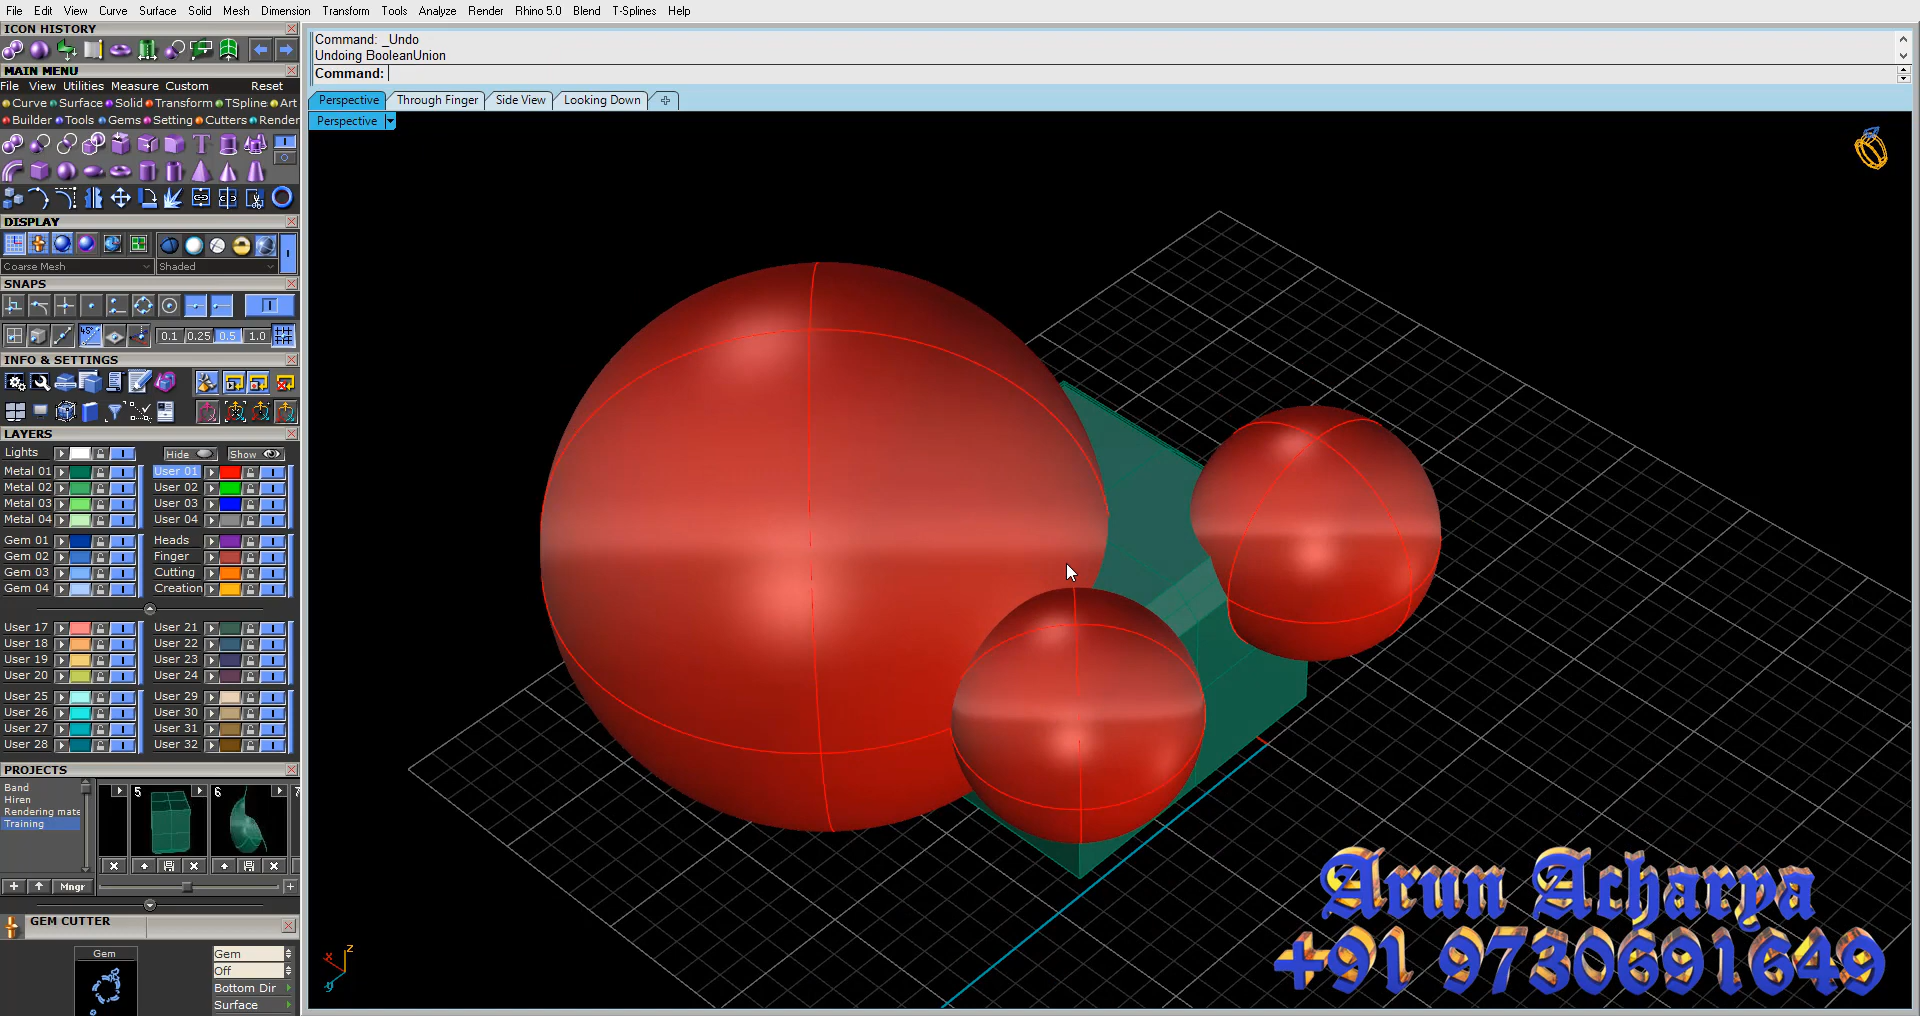 File Edit View Curve Surface Solid Mesh Dimension Transform Tools Analyze Render Rhino 5.0 Blend T-Splines Help
ICON HISTORY
MAIN MENU
File View Utilities Measure Custom Reset
Curve Surface Solid Transform TSpline Art
Builder Tools Gems Setting Cutters Render
DISPLAY
Coarse Mesh Shaded
SNAPS
45°
0.1 0.25 0.5 1.0
INFO & SETTINGS
LAYERS
Lights Hide Show
Metal 01 User 01
Metal 02 User 02
Metal 03 User 03
Metal 04 User 04
Gem 01 Heads
Gem 02 Finger
Gem 03 Cutting
Gem 04 Creation
User 17 User 21
User 18 User 22
User 19 User 23
User 20 User 24
User 25 User 29
User 26 User 30
User 27 User 31
User 28 User 32
PROJECTS
Band
Hiren
Rendering mate
Training
5 6 7
Mngr
GEM CUTTER
Gem
Gem
Off
Bottom Dir
Surface
Command: _Undo
Undoing BooleanUnion
Command:
Perspective Through Finger Side View Looking Down
Perspective
z
x
y
Arun Acharya
+91 9730691649